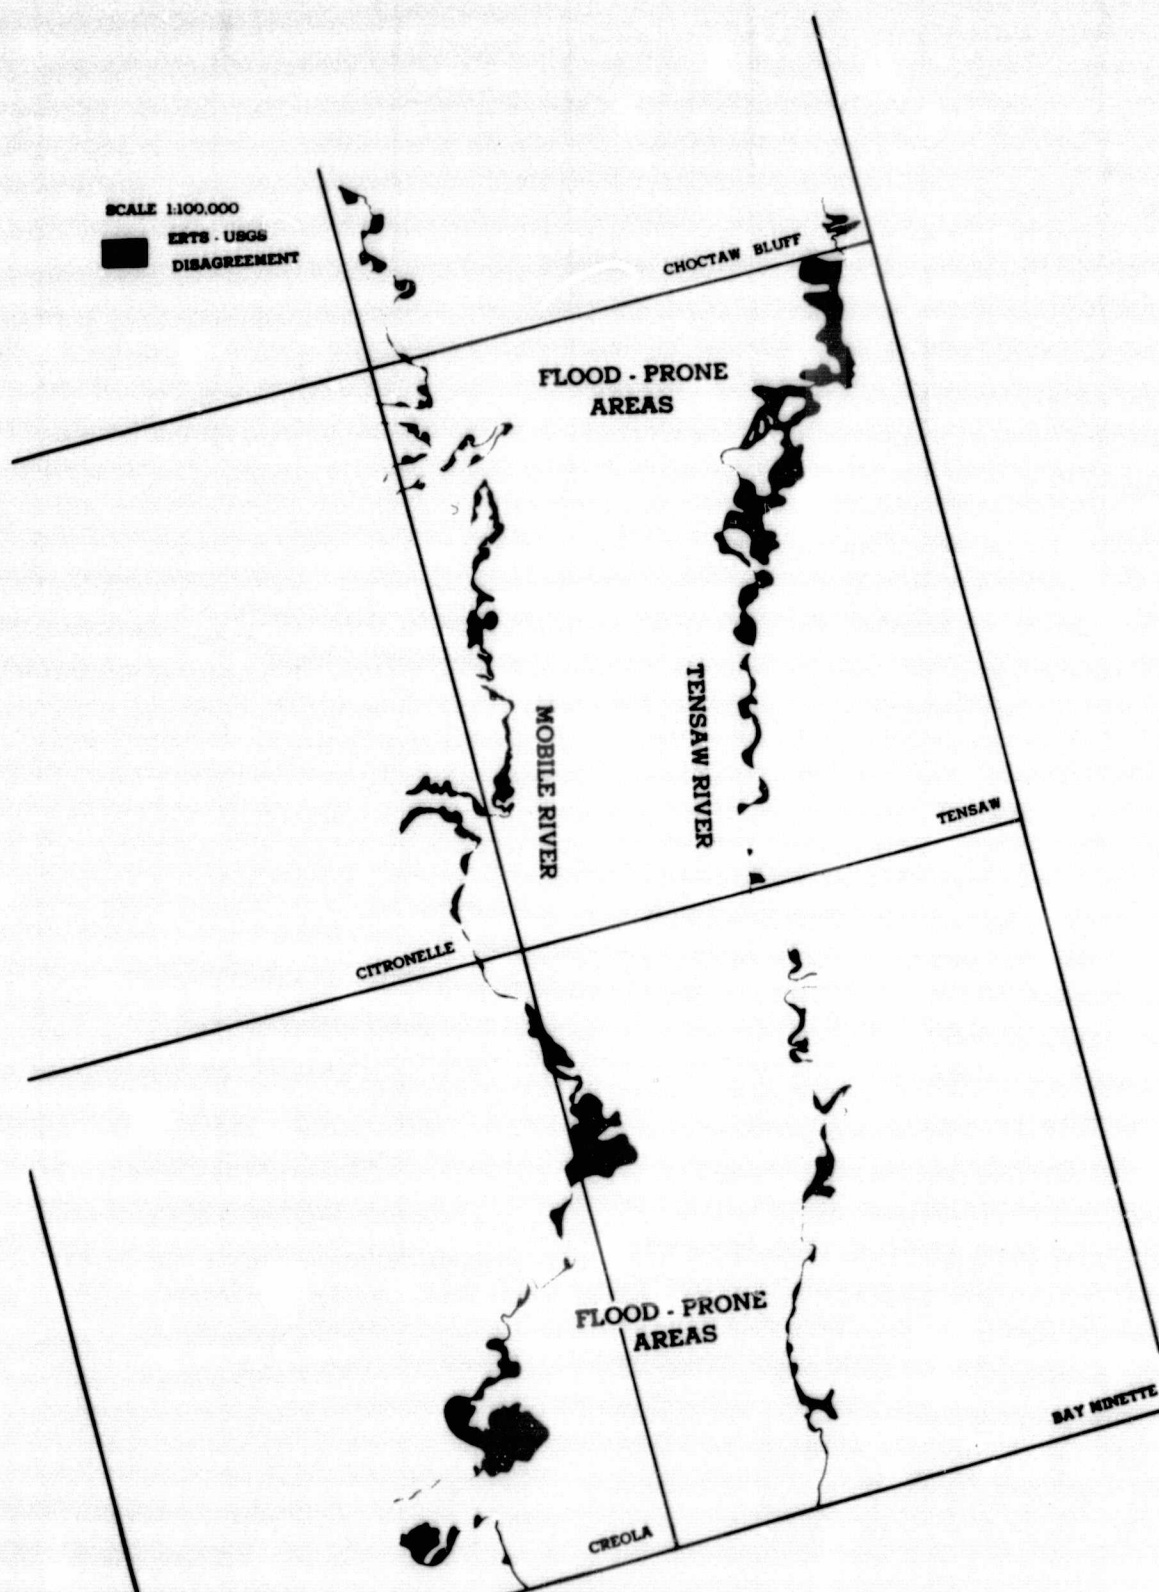 SCALE 1:100,000
ERTS - USGS
DISAGREEMENT
CHOCTAW BLUFF
FLOOD - PRONE
AREAS
MOBILE RIVER
TENSAW RIVER
TENSAW
CITRONELLE
FLOOD - PRONE
AREAS
BAY MINETTE
CREOLA